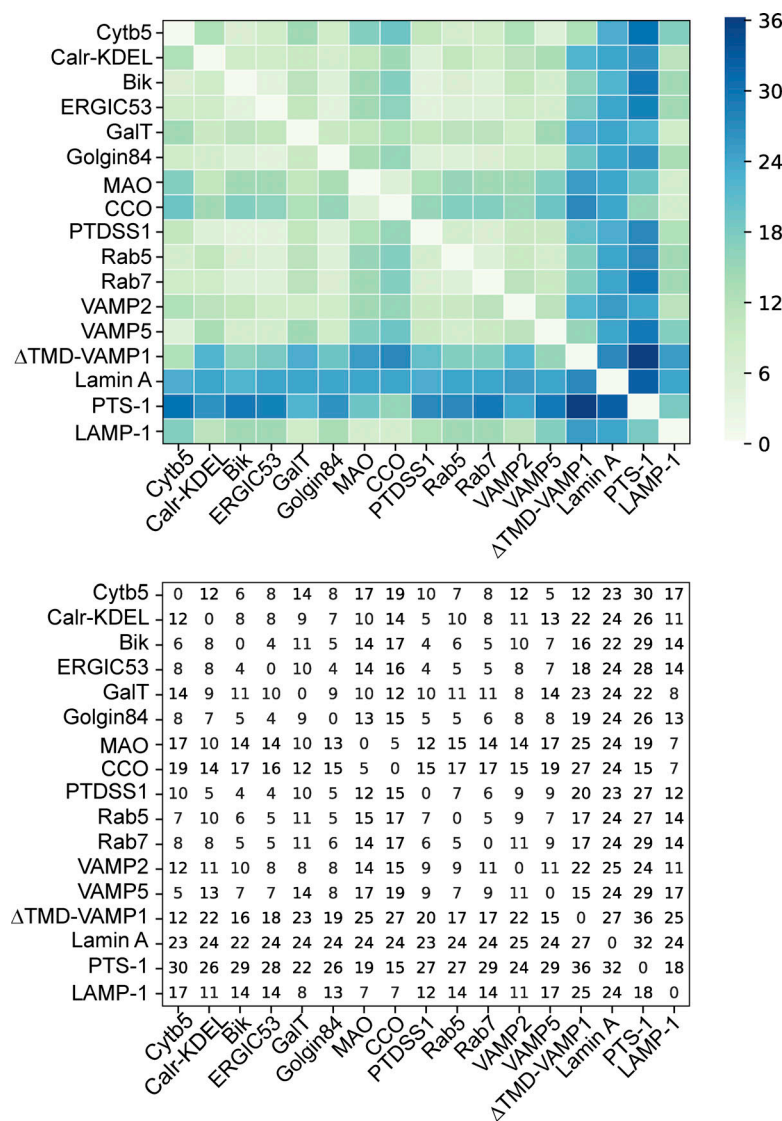 Cytb5
Calr-KDEL
Bik
ERGIC53
GalT
Golgin84
MAO
CCO
PTDSS1
Rab5
Rab7
VAMP2
VAMP5
ΔTMD-VAMP1
Lamin A
PTS-1
LAMP-1
Cytb5 Calr-KDEL Bik ERGIC53 GalT Golgin84 MAO CCO PTDSS1 Rab5 Rab7 VAMP2 VAMP5 ΔTMD-VAMP1 Lamin A PTS-1 LAMP-1
36
30
24
18
12
6
0
Cytb5 0 12 6 8 14 8 17 19 10 7 8 12 5 12 23 30 17
Calr-KDEL 12 0 8 8 9 7 10 14 5 10 8 11 13 22 24 26 11
Bik 6 8 0 4 11 5 14 17 4 6 5 10 7 16 22 29 14
ERGIC53 8 8 4 0 10 4 14 16 4 5 5 8 7 18 24 28 14
GalT 14 9 11 10 0 9 10 12 10 11 11 8 14 23 24 22 8
Golgin84 8 7 5 4 9 0 13 15 5 5 6 8 8 19 24 26 13
MAO 17 10 14 14 10 13 0 5 12 15 14 14 17 25 24 19 7
CCO 19 14 17 16 12 15 5 0 15 17 17 15 19 27 24 15 7
PTDSS1 10 5 4 4 10 5 12 15 0 7 6 9 9 20 23 27 12
Rab5 7 10 6 5 11 5 15 17 7 0 5 9 7 17 24 27 14
Rab7 8 8 5 5 11 6 14 17 6 5 0 11 9 17 24 29 14
VAMP2 12 11 10 8 8 8 14 15 9 9 11 0 11 22 25 24 11
VAMP5 5 13 7 7 14 8 17 19 9 7 9 11 0 15 24 29 17
ΔTMD-VAMP1 12 22 16 18 23 19 25 27 20 17 17 22 15 0 27 36 25
Lamin A 23 24 22 24 24 24 24 24 23 24 24 25 24 27 0 32 24
PTS-1 30 26 29 28 22 26 19 15 27 27 29 24 29 36 32 0 18
LAMP-1 17 11 14 14 8 13 7 7 12 14 14 11 17 25 24 18 0
Cytb5 Calr-KDEL Bik ERGIC53 GalT Golgin84 MAO CCO PTDSS1 Rab5 Rab7 VAMP2 VAMP5 ΔTMD-VAMP1 Lamin A PTS-1 LAMP-1